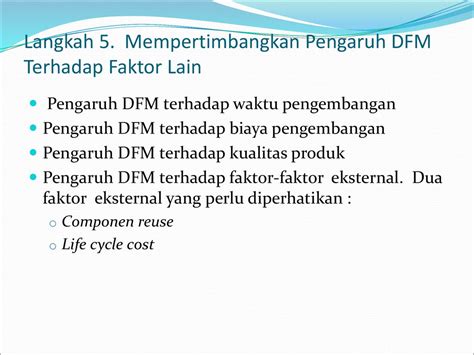 Langkah 5.  Mempertimbangkan Pengaruh DFM
Terhadap Faktor Lain
Pengaruh DFM terhadap waktu pengembangan
Pengaruh DFM terhadap biaya pengembangan
Pengaruh DFM terhadap kualitas produk
Pengaruh DFM terhadap faktor-faktor  eksternal.  Dua
faktor  eksternal yang perlu diperhatikan :
Componen reuse
Life cycle cost